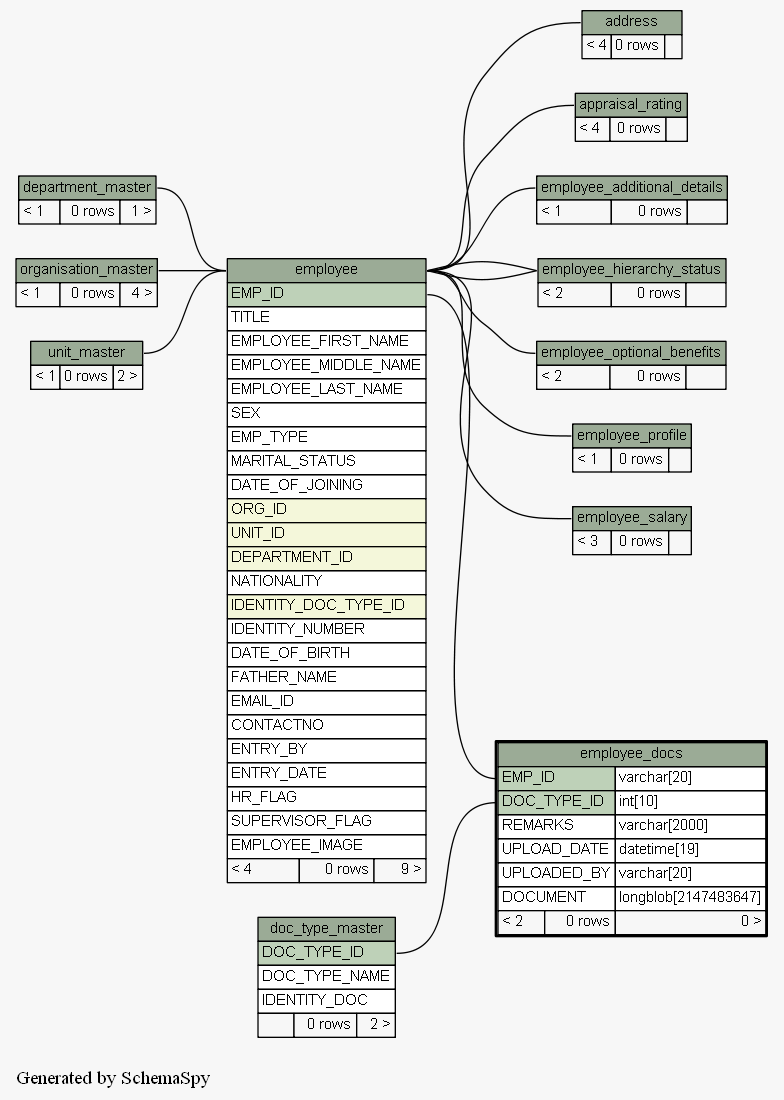 address
< 4 0 rows
appraisal_rating
< 4 0 rows
department_master
< 1 0 rows 1 >
employee_additional_details
< 1 0 rows
organisation_master
< 1 0 rows 4 >
employee_hierarchy_status
< 2 0 rows
unit_master
< 1 0 rows 2 >
employee_optional_benefits
< 2 0 rows
employee_profile
< 1 0 rows
employee_salary
< 3 0 rows
employee
EMP_ID
TITLE
EMPLOYEE_FIRST_NAME
EMPLOYEE_MIDDLE_NAME
EMPLOYEE_LAST_NAME
SEX
EMP_TYPE
MARITAL_STATUS
DATE_OF_JOINING
ORG_ID
UNIT_ID
DEPARTMENT_ID
NATIONALITY
IDENTITY_DOC_TYPE_ID
IDENTITY_NUMBER
DATE_OF_BIRTH
FATHER_NAME
EMAIL_ID
CONTACTNO
ENTRY_BY
ENTRY_DATE
HR_FLAG
SUPERVISOR_FLAG
EMPLOYEE_IMAGE
< 4 0 rows 9 >
employee_docs
EMP_ID varchar[20]
DOC_TYPE_ID int[10]
REMARKS varchar[2000]
UPLOAD_DATE datetime[19]
UPLOADED_BY varchar[20]
DOCUMENT longblob[2147483647]
< 2 0 rows 0 >
doc_type_master
DOC_TYPE_ID
DOC_TYPE_NAME
IDENTITY_DOC
0 rows 2 >
Generated by SchemaSpy